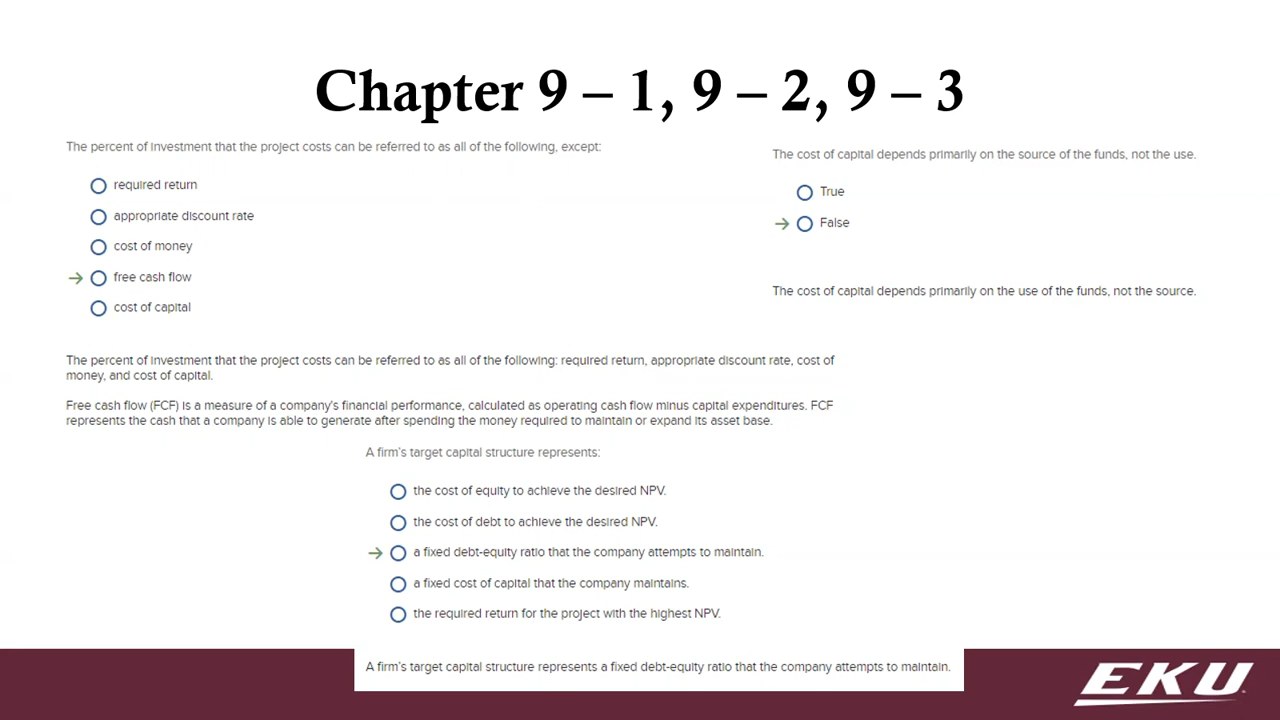 Chapter 9 – 1, 9 – 2, 9 – 3
The percent of investment that the project costs can be referred to as all of the following, except:
required return
appropriate discount rate
cost of money
free cash flow
cost of capital
The percent of investment that the project costs can be referred to as all of the following: required return, appropriate discount rate, cost of
money, and cost of capital.
Free cash flow (FCF) is a measure of a company's financial performance, calculated as operating cash flow minus capital expenditures. FCF
represents the cash that a company is able to generate after spending the money required to maintain or expand its asset base.
The cost of capital depends primarily on the source of the funds, not the use.
True
False
The cost of capital depends primarily on the use of the funds, not the source.
A firm's target capital structure represents:
the cost of equity to achieve the desired NPV.
the cost of debt to achieve the desired NPV.
a fixed debt-equity ratio that the company attempts to maintain.
a fixed cost of capital that the company maintains.
the required return for the project with the highest NPV.
A firm's target capital structure represents a fixed debt-equity ratio that the company attempts to maintain.
EKU